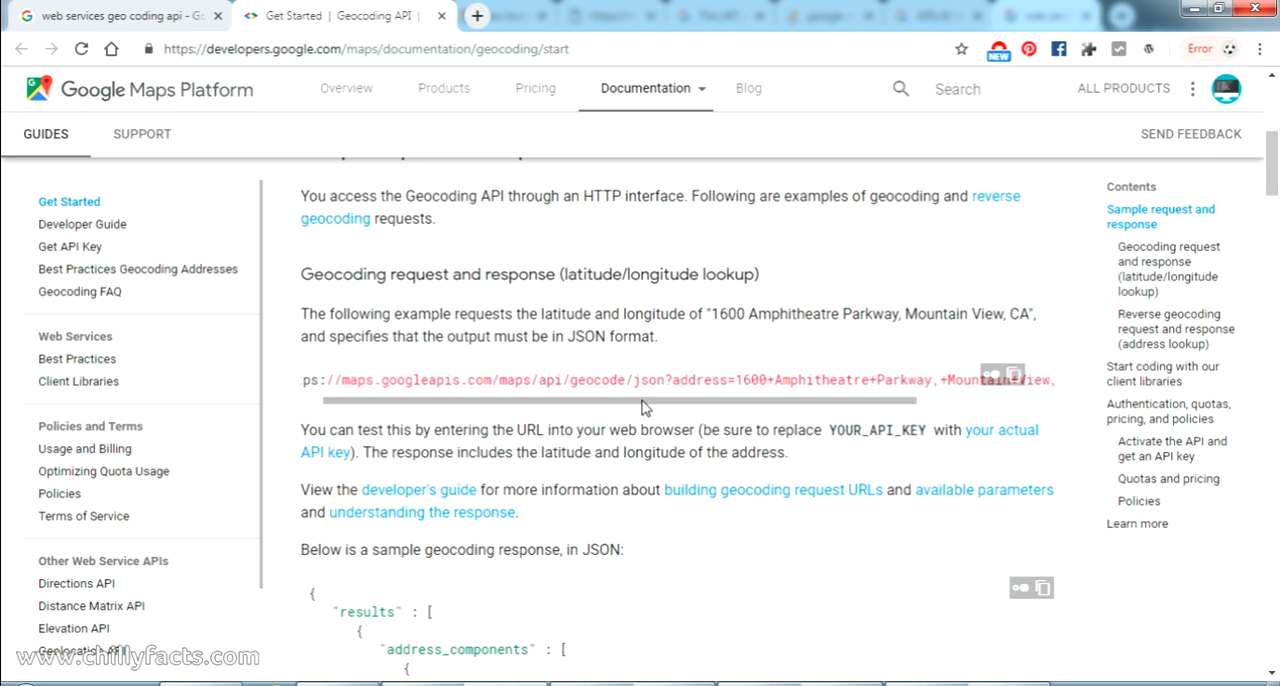 web services geo coding api - Go
Get Started | Geocoding API |
https://developers.google.com/maps/documentation/geocoding/start
NEW
Error
Google Maps Platform
Overview
Products
Pricing
Documentation
Blog
Search
ALL PRODUCTS
GUIDES
SUPPORT
SEND FEEDBACK
Get Started
Developer Guide
Get API Key
Best Practices Geocoding Addresses
Geocoding FAQ
Web Services
Best Practices
Client Libraries
Policies and Terms
Usage and Billing
Optimizing Quota Usage
Policies
Terms of Service
Other Web Service APIs
Directions API
Distance Matrix API
Elevation API
Geolocation API
www.chillyfacts.com
You access the Geocoding API through an HTTP interface. Following are examples of geocoding and reverse
geocoding requests.
Geocoding request and response (latitude/longitude lookup)
The following example requests the latitude and longitude of "1600 Amphitheatre Parkway, Mountain View, CA",
and specifies that the output must be in JSON format.
ps://maps.googleapis.com/maps/api/geocode/json?address=1600+Amphitheatre+Parkway,+Mountain+View,
You can test this by entering the URL into your web browser (be sure to replace YOUR_API_KEY with your actual
API key). The response includes the latitude and longitude of the address.
View the developer's guide for more information about building geocoding request URLs and available parameters
and understanding the response.
Below is a sample geocoding response, in JSON:
{
"results" : [
{
"address_components" : [
{
Contents
Sample request and
response
Geocoding request
and response
(latitude/longitude
lookup)
Reverse geocoding
request and response
(address lookup)
Start coding with our
client libraries
Authentication, quotas,
pricing, and policies
Activate the API and
get an API key
Quotas and pricing
Policies
Learn more